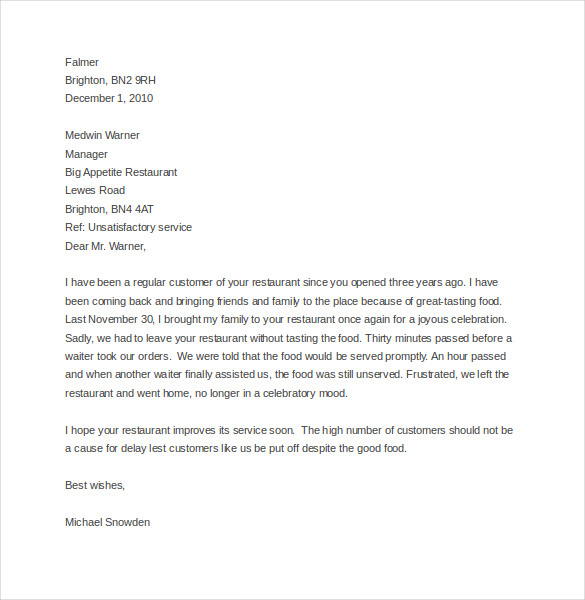 Falmer
Brighton, BN2 9RH
December 1, 2010
Medwin Warner
Manager
Big Appetite Restaurant
Lewes Road
Brighton, BN4 4AT
Ref: Unsatisfactory service
Dear Mr. Warner,
I have been a regular customer of your restaurant since you opened three years ago. I have
been coming back and bringing friends and family to the place because of great-tasting food.
Last November 30, I brought my family to your restaurant once again for a joyous celebration.
Sadly, we had to leave your restaurant without tasting the food. Thirty minutes passed before a
waiter took our orders.  We were told that the food would be served promptly. An hour passed
and when another waiter finally assisted us, the food was still unserved. Frustrated, we left the
restaurant and went home, no longer in a celebratory mood.
I hope your restaurant improves its service soon.  The high number of customers should not be
a cause for delay lest customers like us be put off despite the good food.
Best wishes,
Michael Snowden